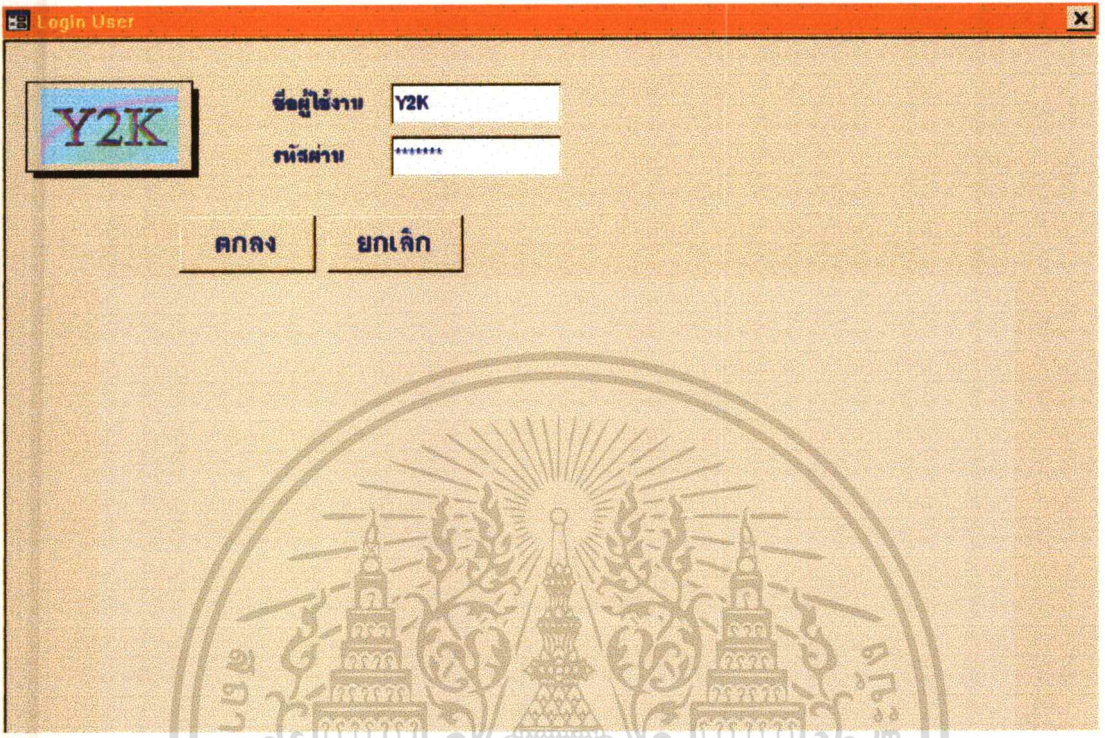 Login User
Y2K
ชื่อผู้ใช้งาน Y2K
รหัสผ่าน *******
ตกลง ยกเลิก